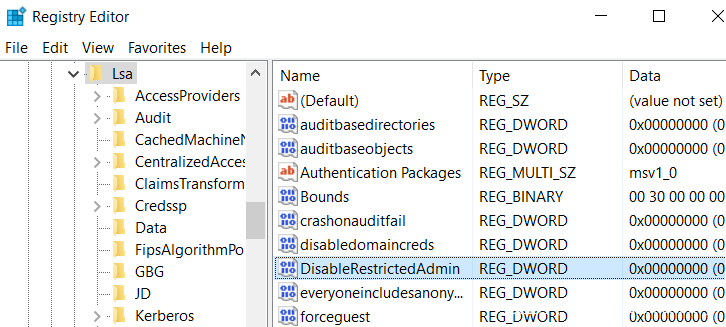 Registry Editor
File Edit View Favorites Help
Lsa
AccessProviders
Audit
CachedMachineN
CentralizedAcces
ClaimsTransform
Credssp
Data
FipsAlgorithmPo
GBG
JD
Kerberos
Name Type Data
(Default) REG_SZ (value not set)
auditbasedirectories REG_DWORD 0x00000000 (0
auditbaseobjects REG_DWORD 0x00000000 (0
Authentication Packages REG_MULTI_SZ msv1_0
Bounds REG_BINARY 00 30 00 00 00
crashonauditfail REG_DWORD 0x00000000 (0
disabledomaincreds REG_DWORD 0x00000000 (0
DisableRestrictedAdmin REG_DWORD 0x00000000 (0
everyoneincludesanony... REG_DWORD 0x00000000 (0
forceguest REG_DWORD 0x00000000 (0